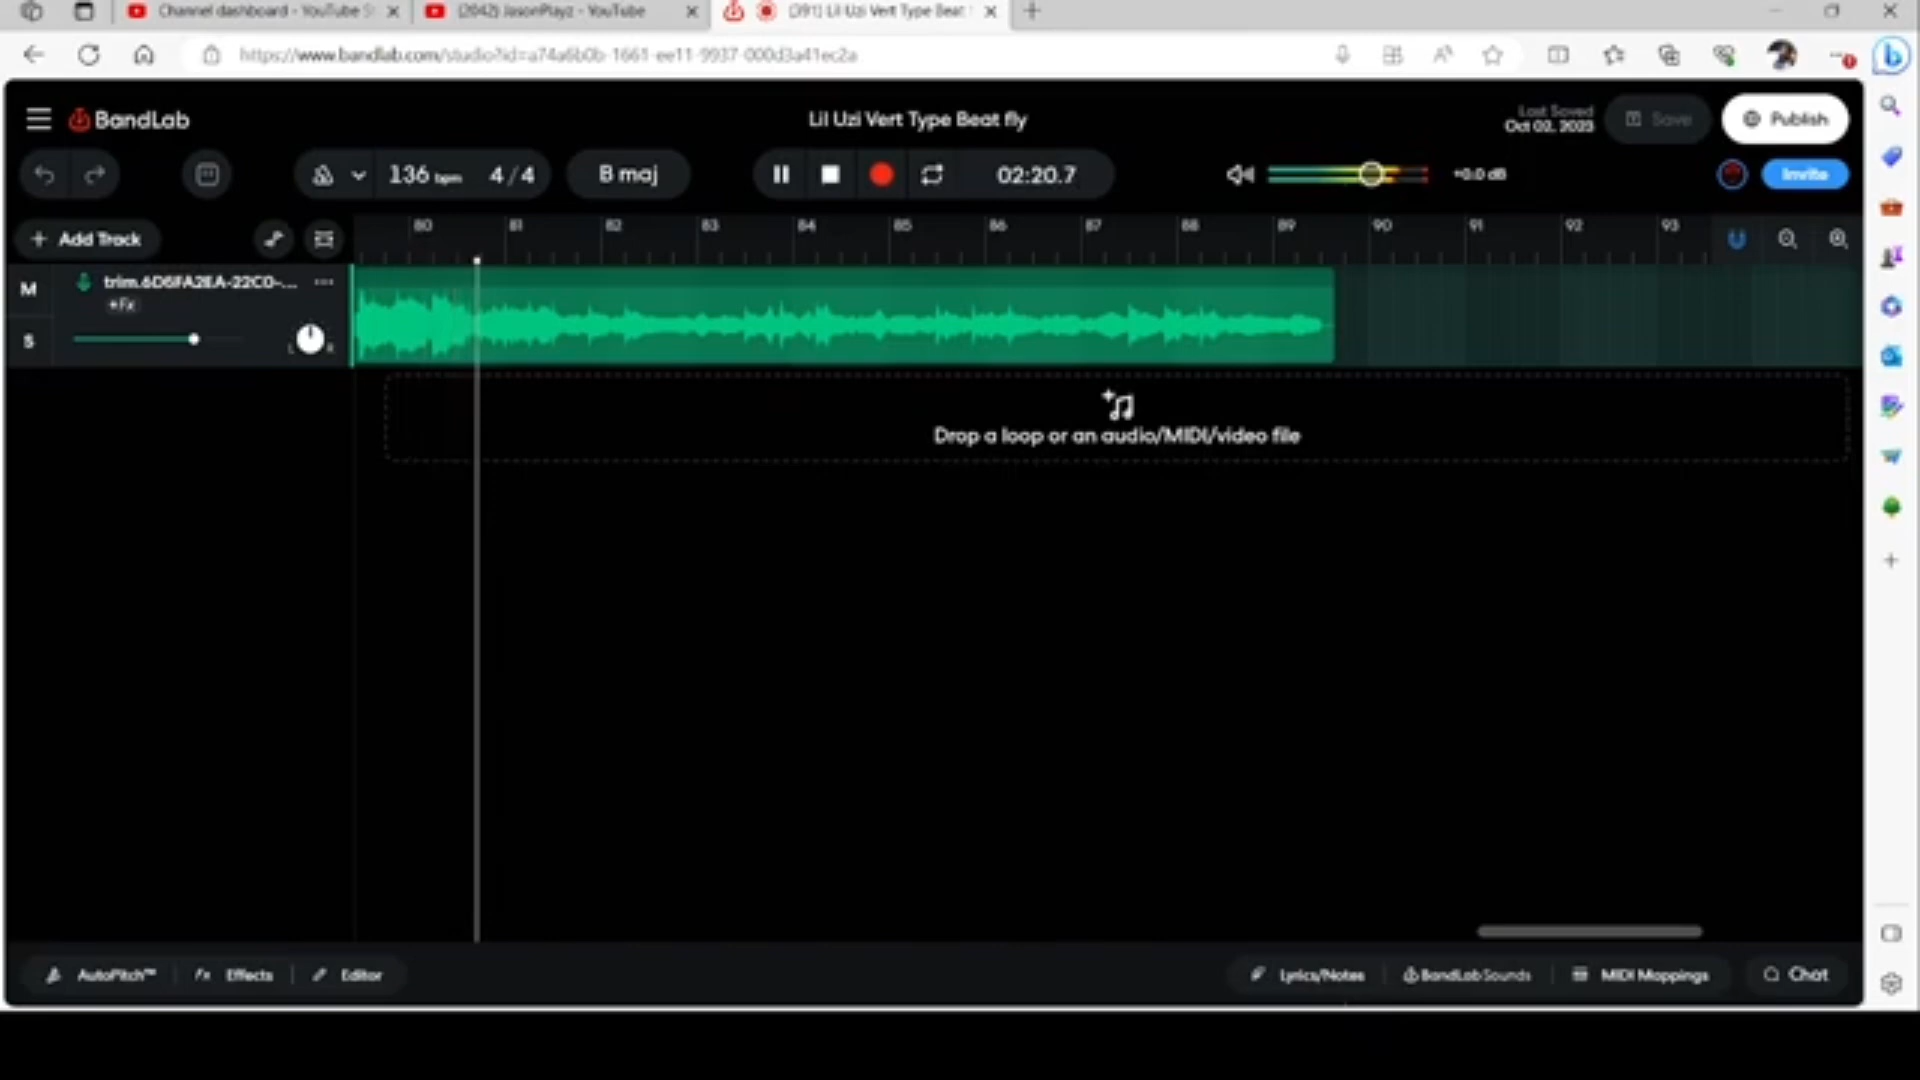 Channel dashboard - YouTube S
(2042) JasonPlayz - YouTube
(391) Lil Uzi Vert Type Beat
https://www.bandlab.com/studio?id=a74a6b0b-1661-ee11-9937-000d3a41ec2a
BandLab
Lil Uzi Vert Type Beat fly
Last Saved
Oct 02, 2023
Save
Publish
136 bpm
4/4
B maj
02:20.7
+0.0 dB
Invite
+ Add Track
80 81 82 83 84 85 86 87 88 89 90 91 92 93
M
trim.6D6FA2EA-22C0-...
+Fx
S
L R
Drop a loop or an audio/MIDI/video file
AutoPitch™
Fx Effects
Editor
Lyrics/Notes
BandLab Sounds
MIDI Mappings
Chat